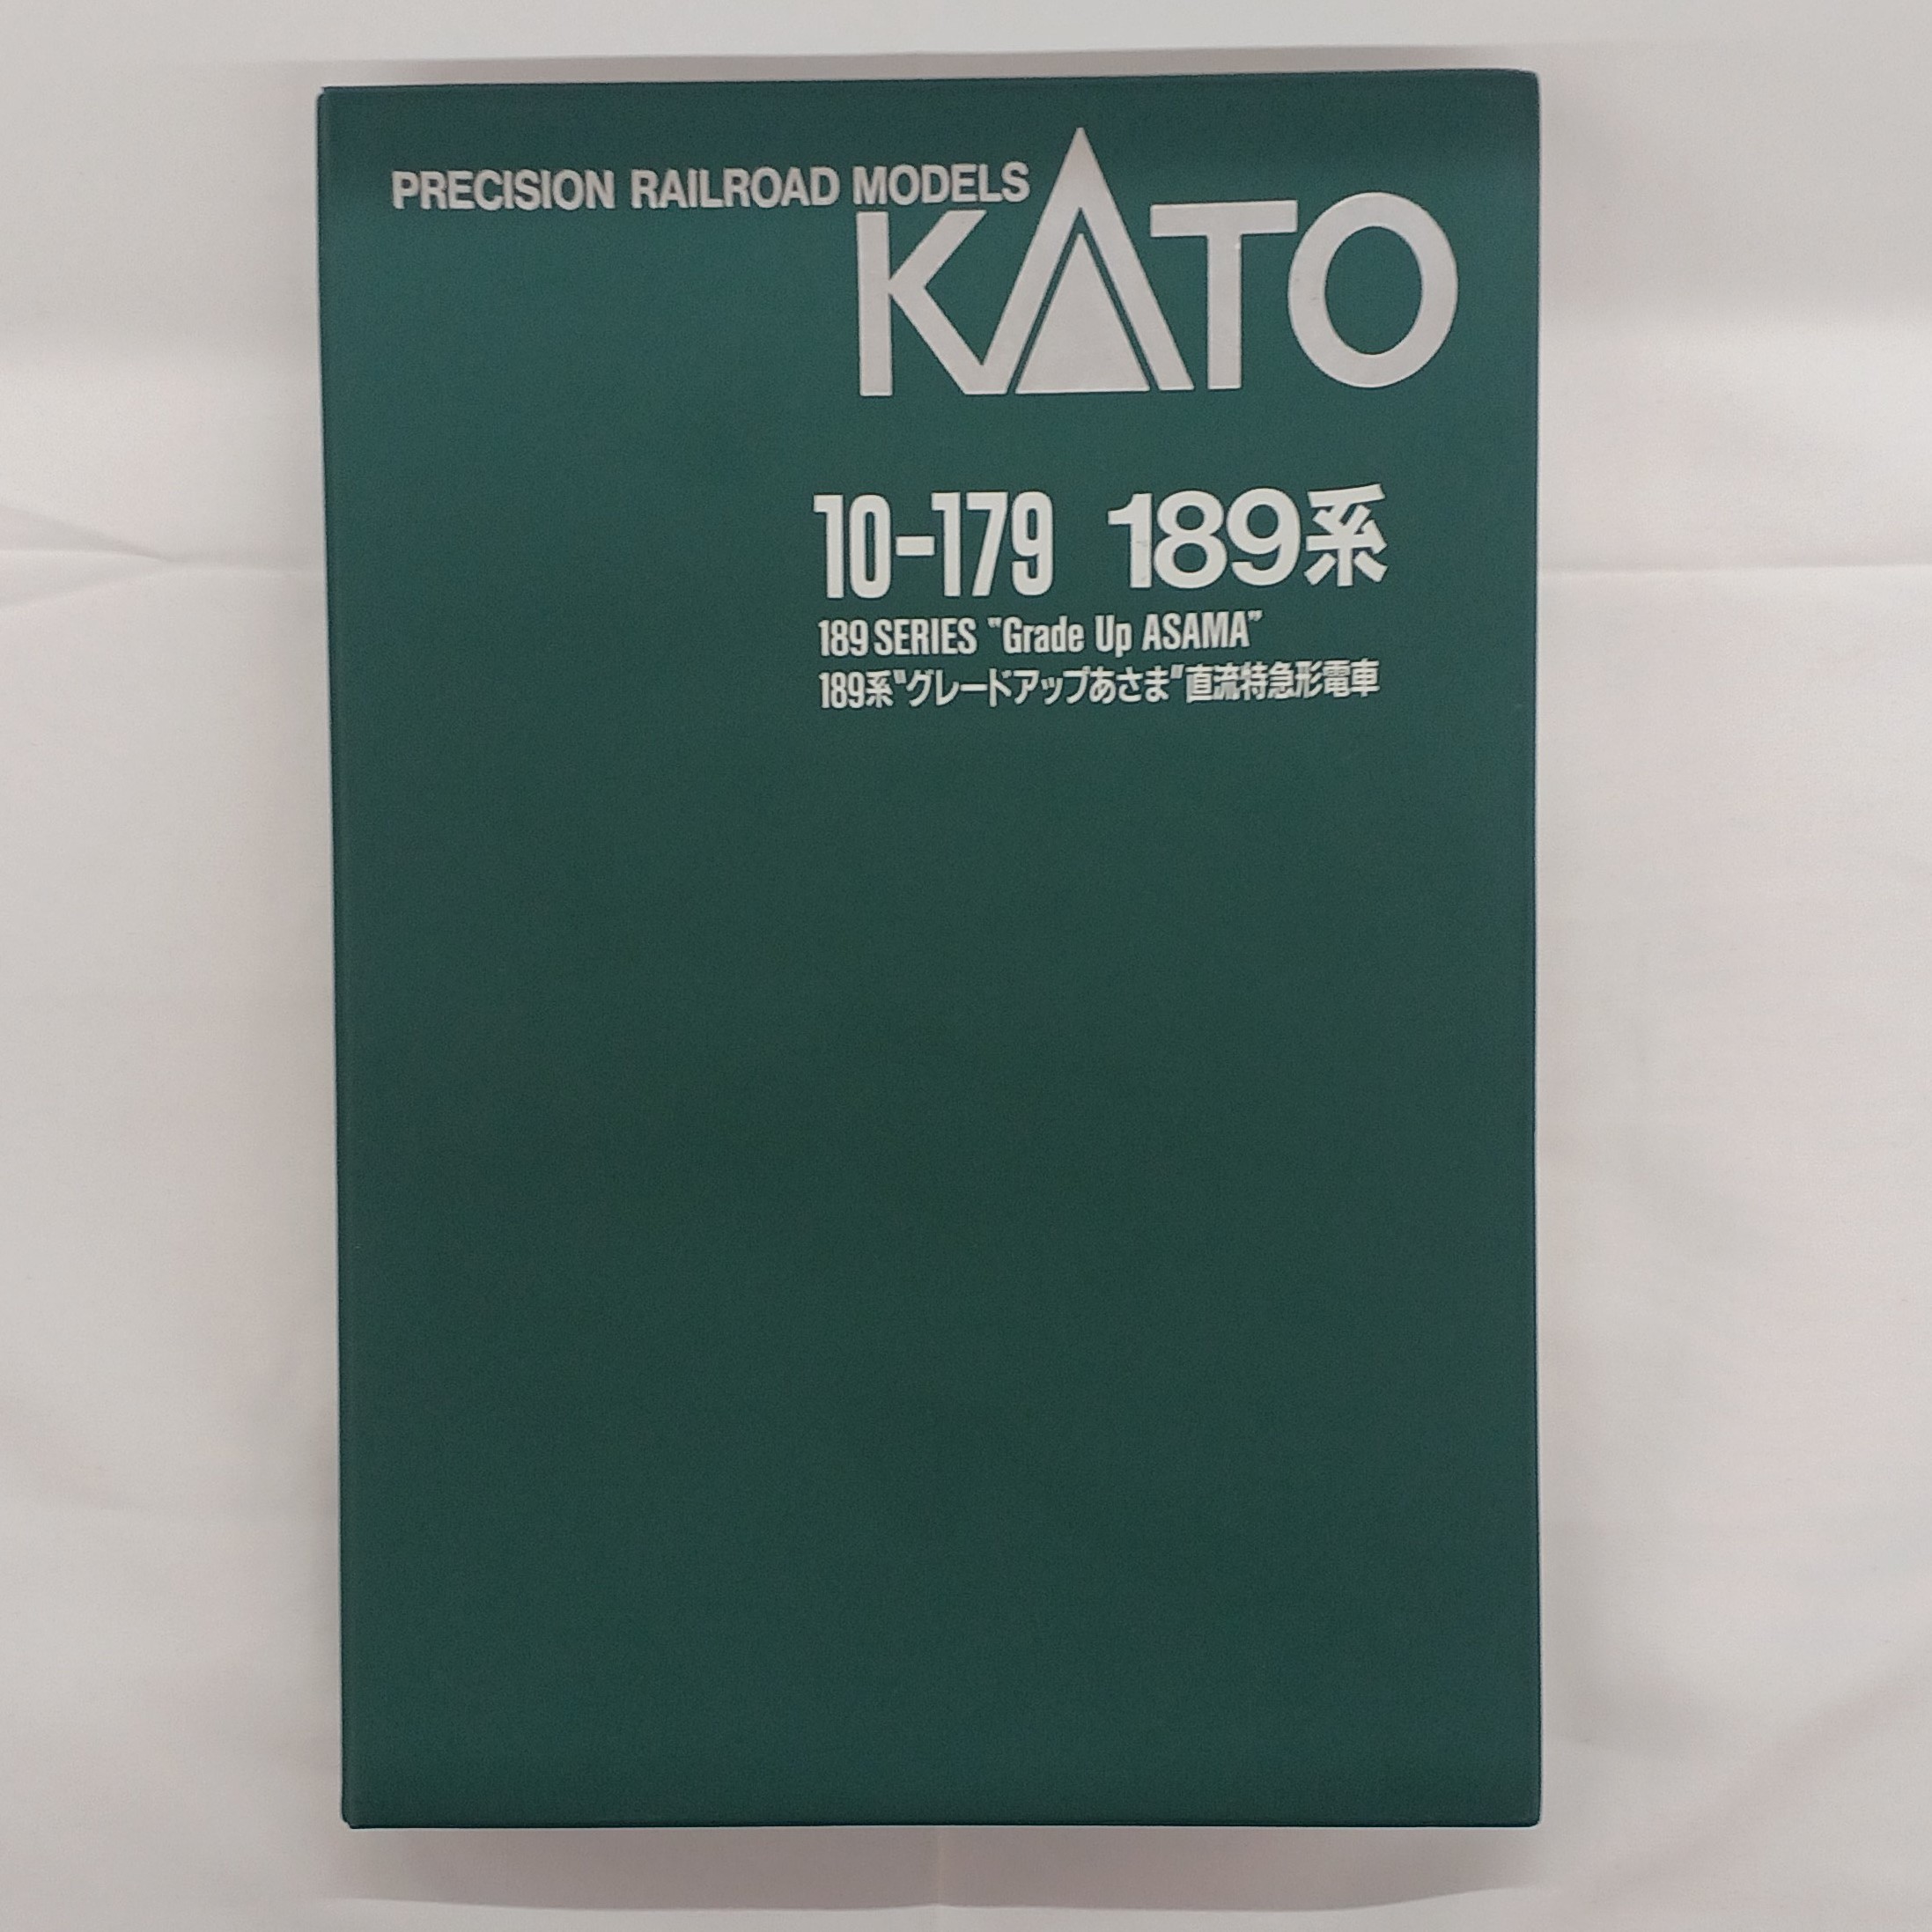 PRECISION RAILROAD MODELS
KATO
10-179 189系
189 SERIES "Grade Up ASAMA"
189系"グレードアップあさま"直流特急形電車